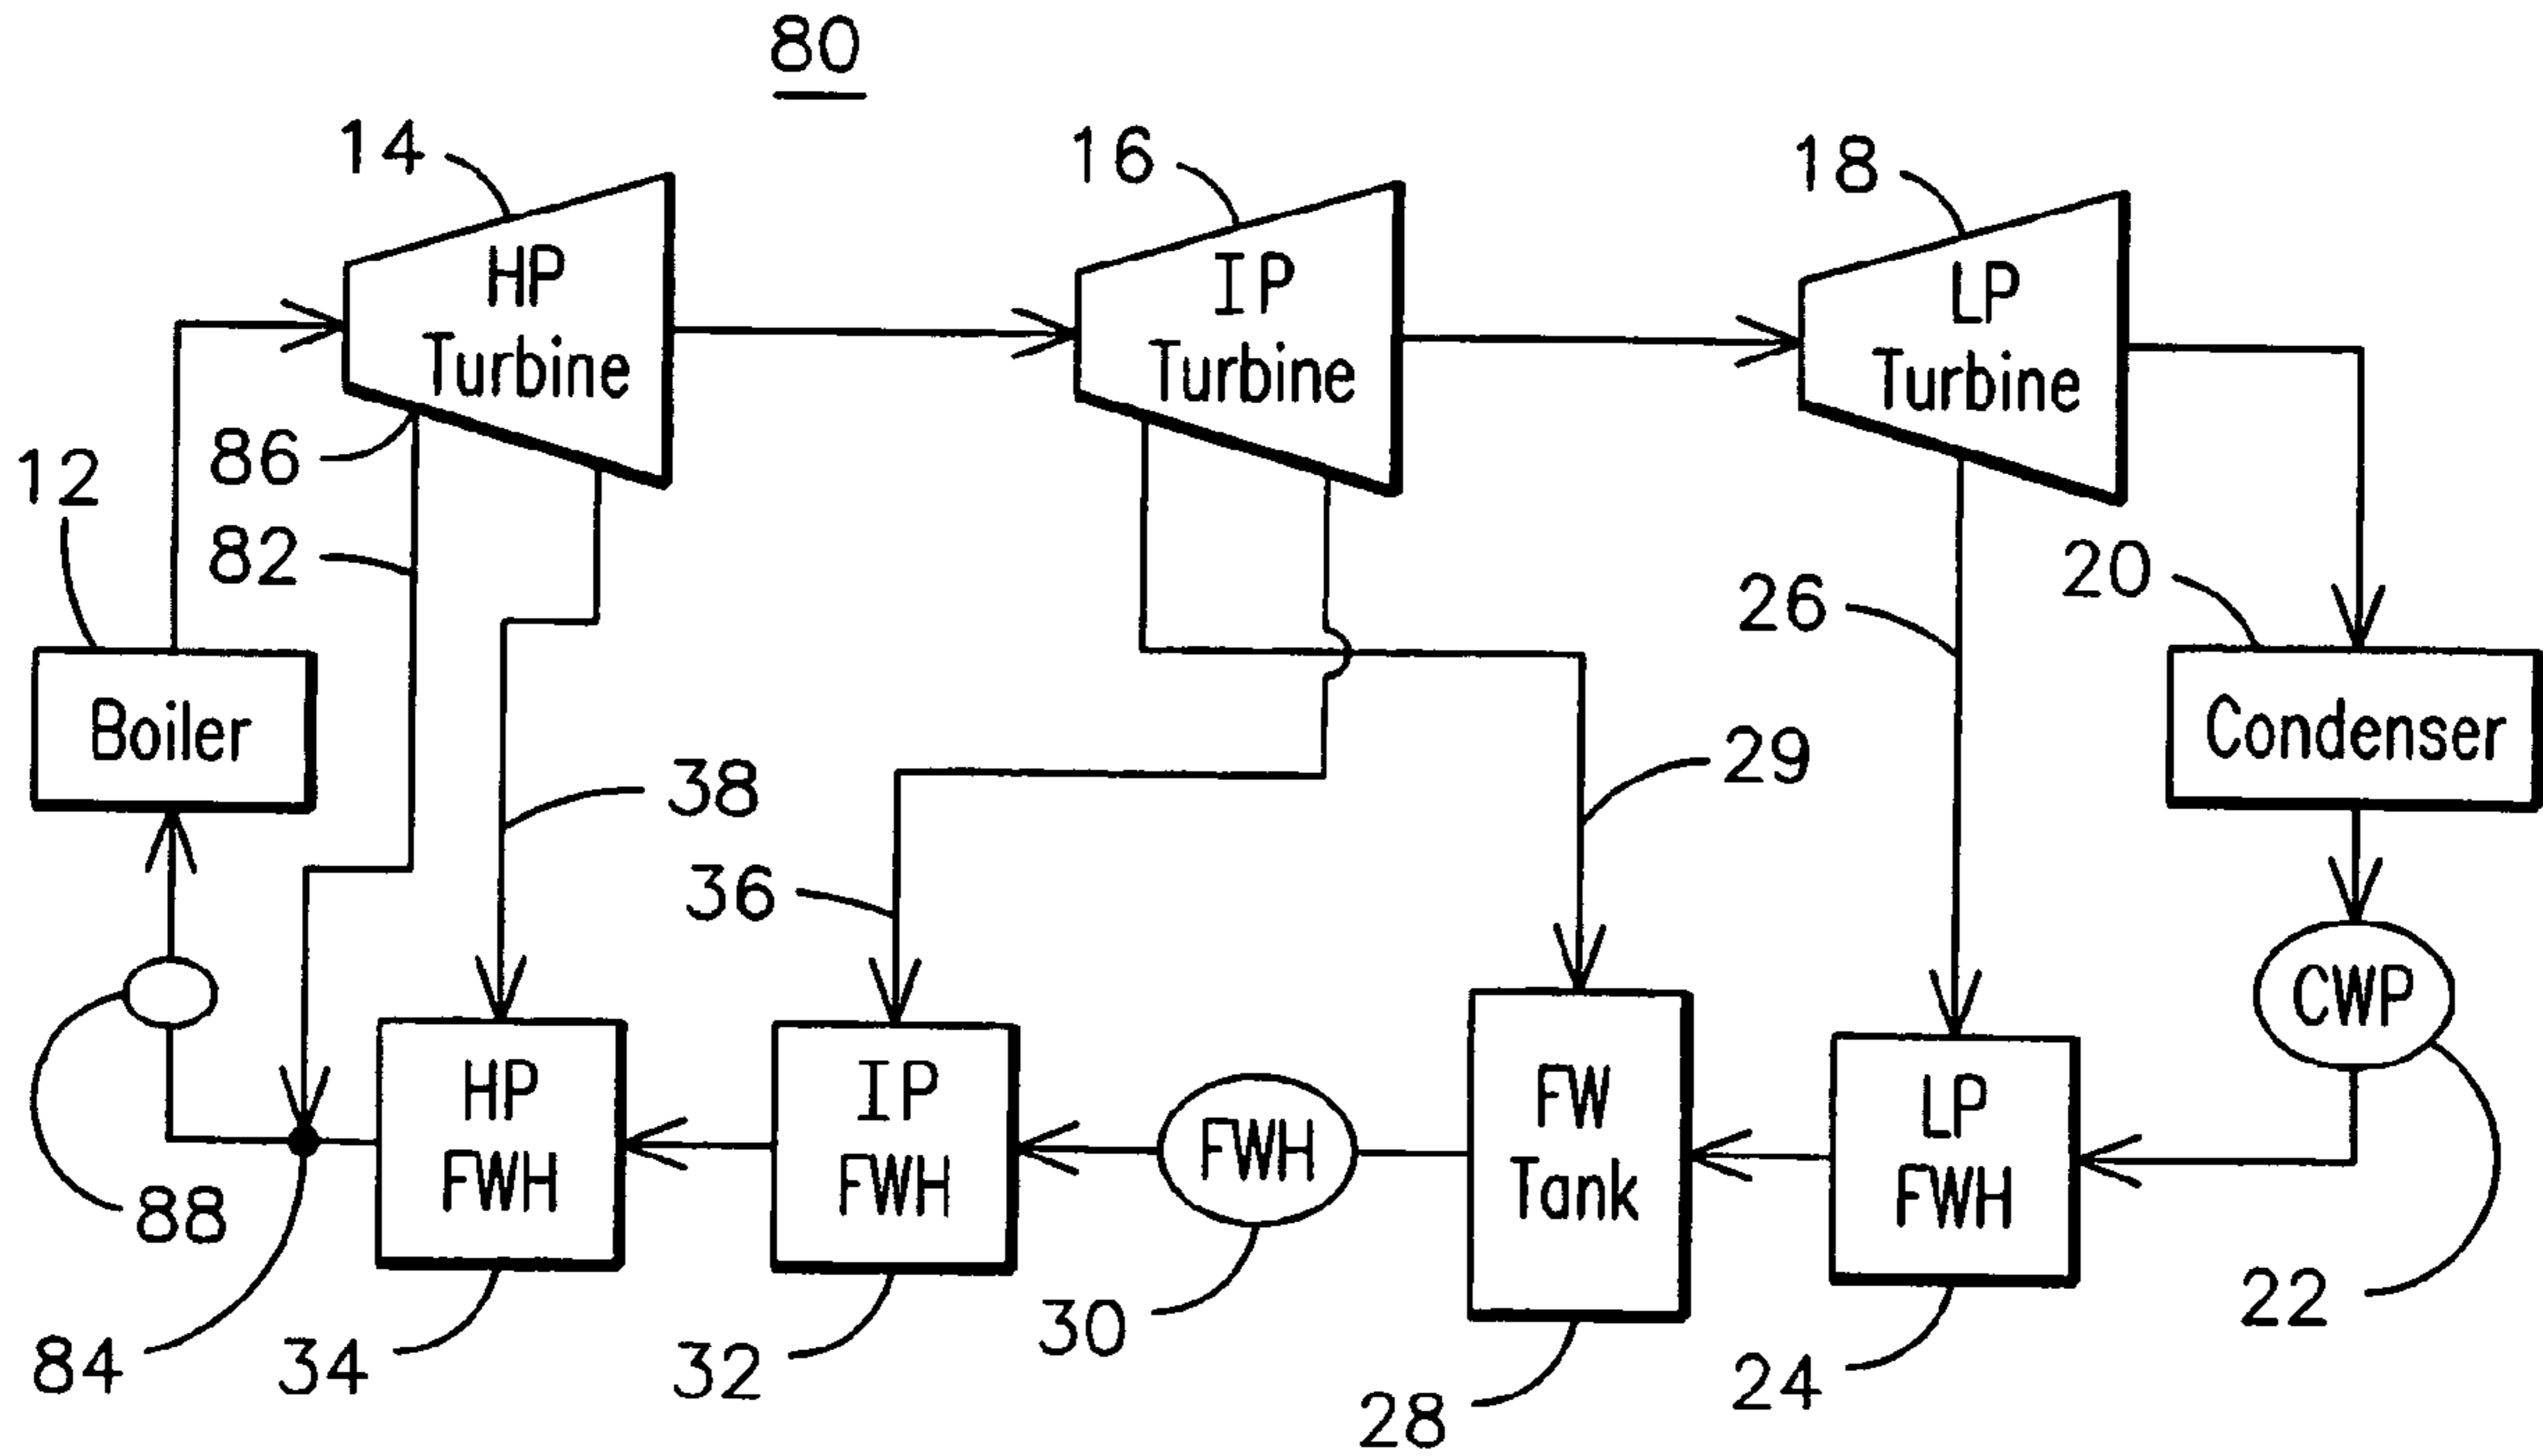 80
14
16
18
HP
Turbine
IP
Turbine
LP
Turbine
86
12
82
20
26
Boiler
Condenser
38
29
36
CWP
HP
FWH
IP
FWH
FWH
FW
Tank
LP
FWH
88
84
34
32
30
28
24
22